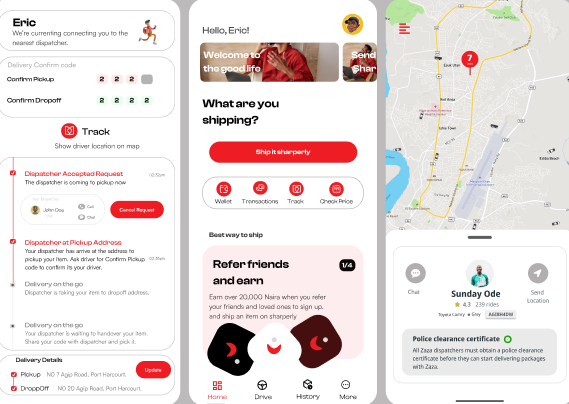 Eric
We're currenting connecting you to the
nearest dispatcher.
Delivery Confirm code
Confirm Pickup
2 2 2
Confirm Dropoff
2 2 2 2
Track
Show driver location on map
Dispatcher Accepted Request
02:32pm
The dispatcher is coming to pickup now
John Doe
Call
Chat
Cancel Request
Dispatcher at Pickup Address
Your dispatcher has arrive at the address to
pickup your item. Ask driver for Confirm Pickup
02:35pm
code to confirm its your driver.
Delivery on the go
Dispatcher is taking your item to dropoff address.
Delivery on the go
Your dispatcher is waiting to handover your item.
Share your code with dispatcher and pick it.
Delivery Details
Pickup NO 7 Agip Road, Port Harcourt.
Update
DroppOff NO 20 Agip Road, Port Harcourt.
Hello, Eric!
Welcome to
the good life
Send
Shar
What are you
shipping?
Ship it sharperly
Wallet
Transactions
Track
Check Price
Best way to ship
Refer friends
and earn
1/4
Earn over 20,000 Naira when you refer
your friends and loved ones to sign up,
and ship an item on sharperly
Home
Drive
History
More
7
Chat
Send
Location
Sunday Ode
4.3 · 239 rides
Toyota Camry
Grey
Police clearance certificate
All Zaza dispatchers must obtain a police clearance
certificate before they can start delivering packages
with Zaza.